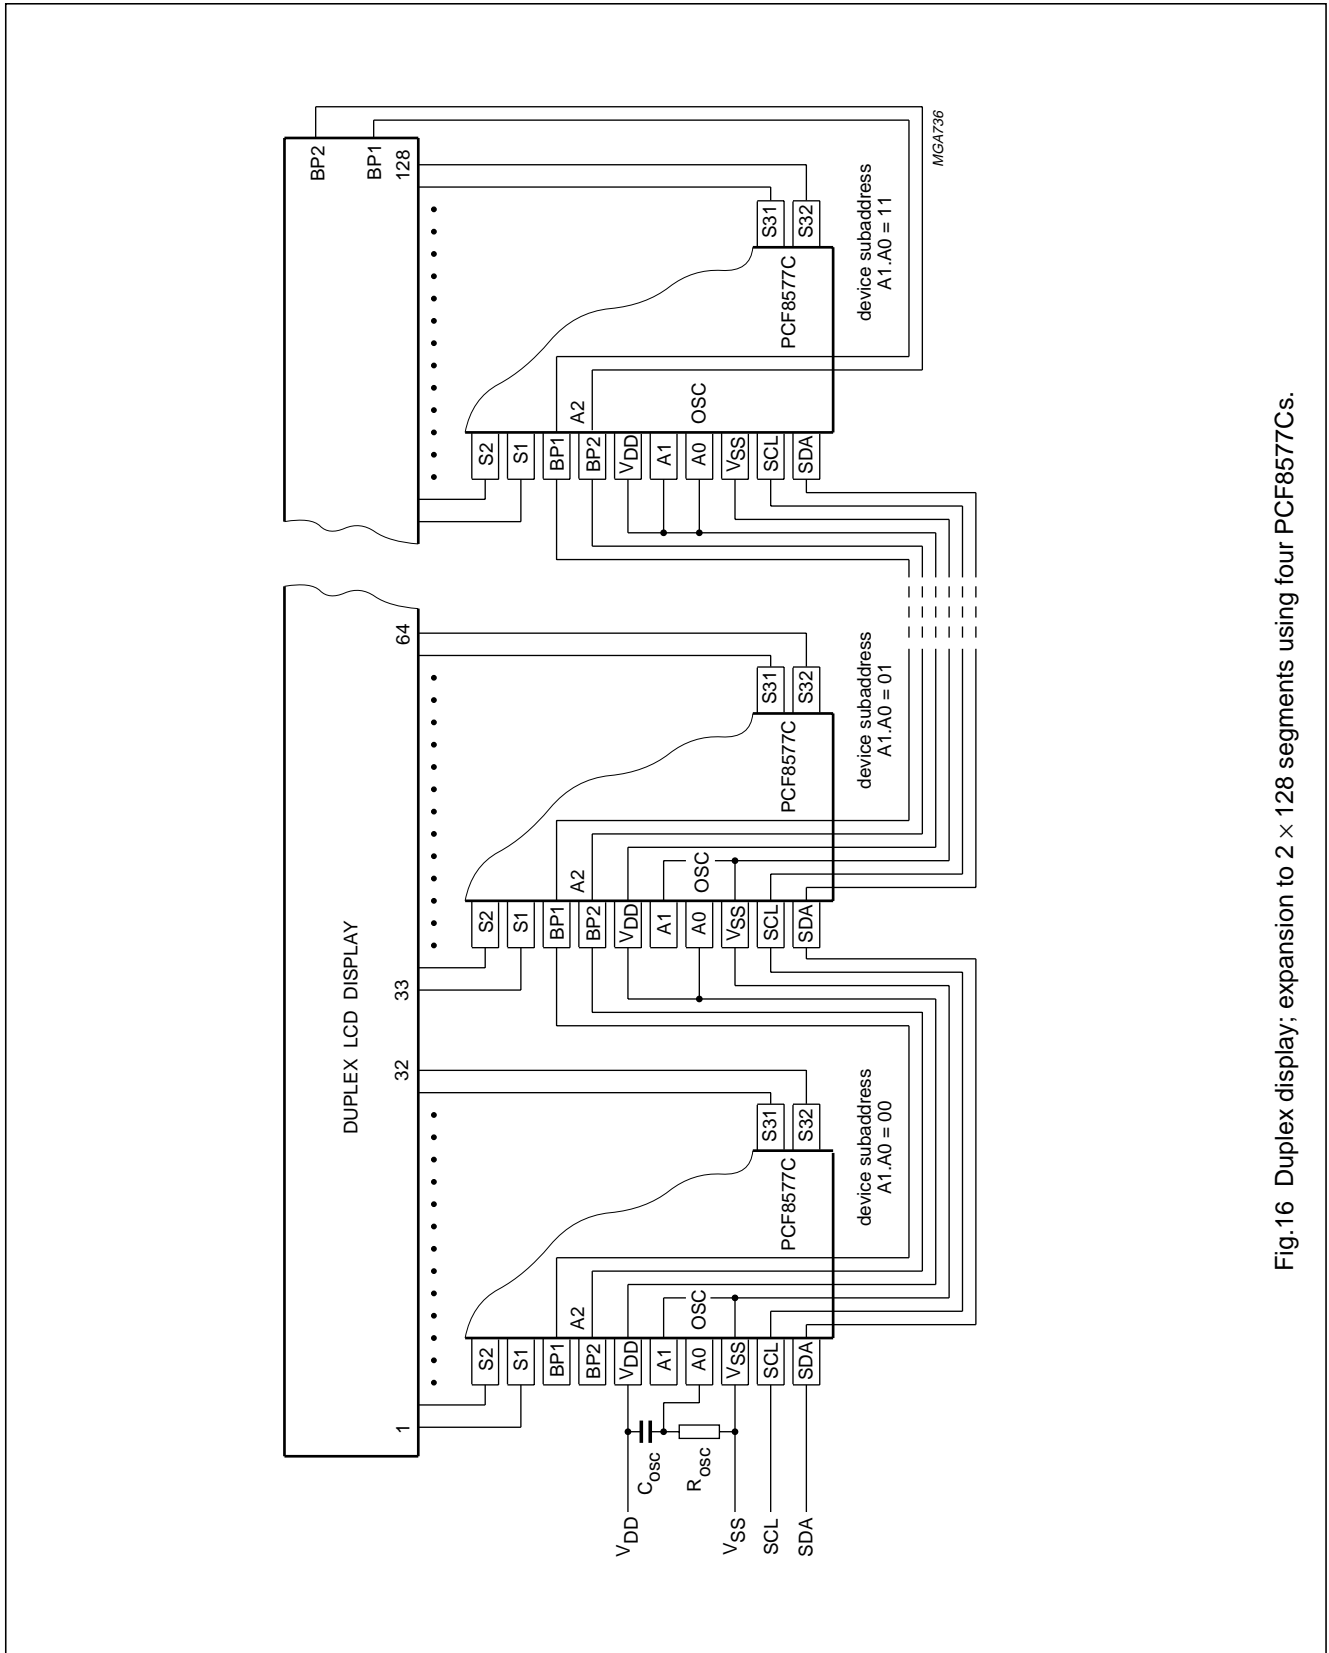 DUPLEX LCD DISPLAY
1
32
33
64
128
BP1
BP2
S2
S1
BP1
BP2
A2
VDD
A1
A0
OSC
VSS
SCL
SDA
S31
S32
PCF8577C
device subaddress
A1.A0 = 00
S2
S1
BP1
BP2
A2
VDD
A1
A0
OSC
VSS
SCL
SDA
S31
S32
PCF8577C
device subaddress
A1.A0 = 01
S2
S1
BP1
BP2
A2
VDD
A1
A0
OSC
VSS
SCL
SDA
S31
S32
PCF8577C
device subaddress
A1.A0 = 11
VDD
Cosc
Rosc
VSS
SCL
SDA
MGA736
Fig.16 Duplex display; expansion to 2 × 128 segments using four PCF8577Cs.